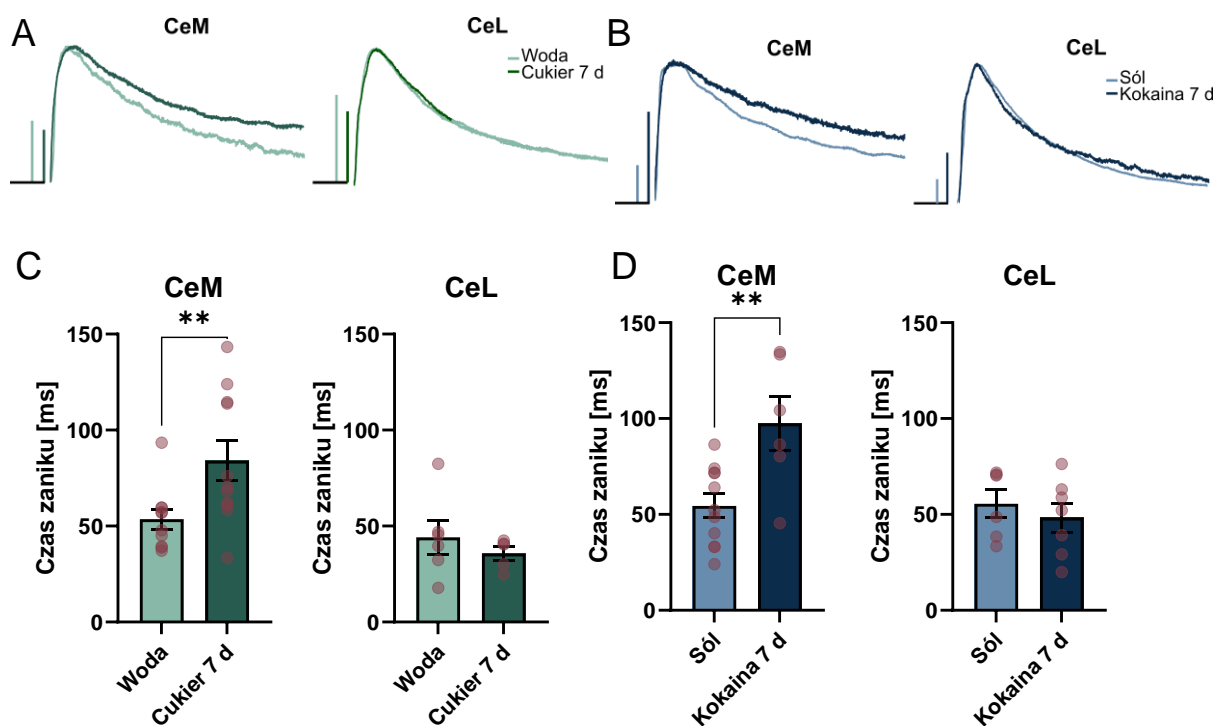 A
CeM
CeL
Woda
Cukier 7 d
B
CeM
CeL
Sól
Kokaina 7 d
C
CeM
**
Czas zaniku [ms]
150
100
50
0
Woda
Cukier 7 d
CeL
Czas zaniku [ms]
150
100
50
0
Woda
Cukier 7 d
D
CeM
**
Czas zaniku [ms]
150
100
50
0
Sól
Kokaina 7 d
CeL
Czas zaniku [ms]
150
100
50
0
Sól
Kokaina 7 d